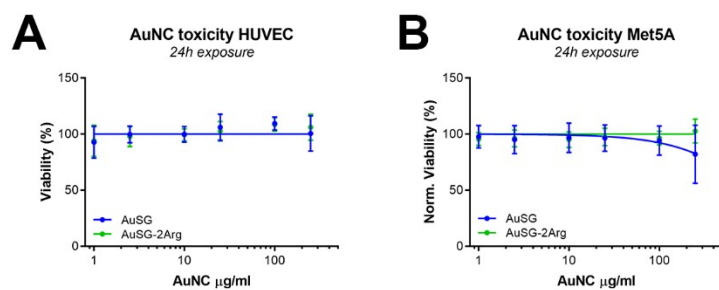 A
AuNC toxicity HUVEC
24h exposure
Viability (%)
150
100
50
0
AuSG
AuSG-2Arg
1
10
100
AuNC µg/ml
B
AuNC toxicity Met5A
24h exposure
Norm. Viability (%)
150
100
50
0
AuSG
AuSG-2Arg
1
10
100
AuNC µg/ml